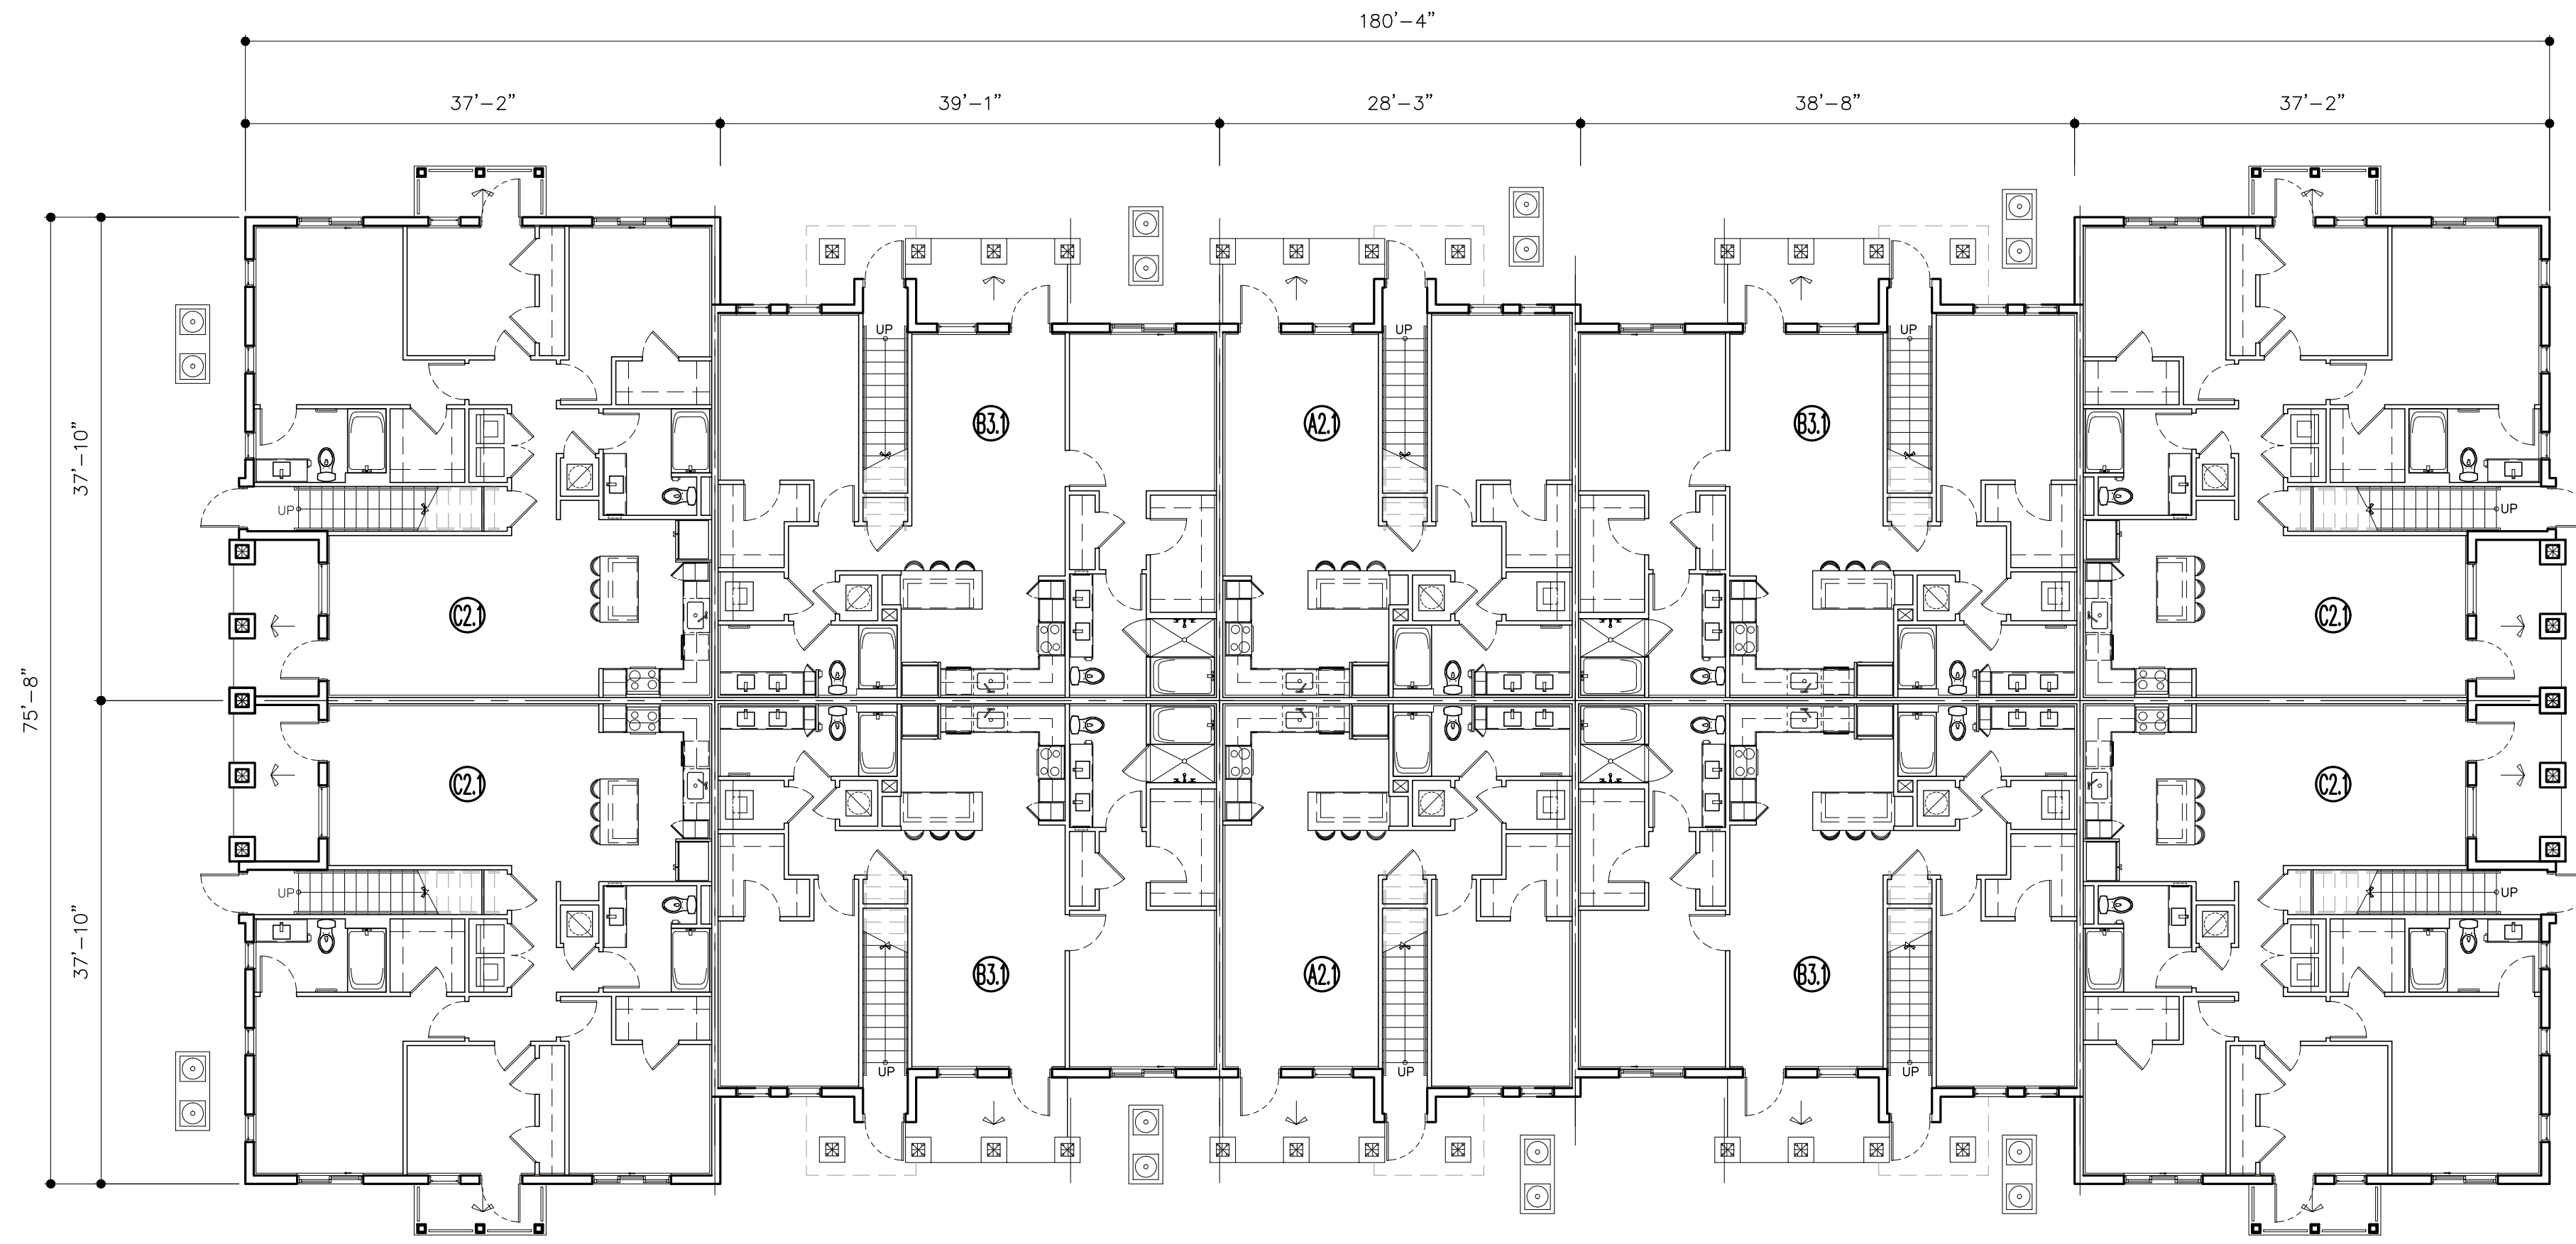 180’-4”
37’-2” 39’-1” 28’-3” 38’-8” 37’-2”
UP UP UP
B3.1 A2.1 B3.1
37’-10”
UP UP
C2.1 C2.1
75’-8”
C2.1 C2.1
UP UP
37’-10”
B3.1 A2.1 B3.1
UP UP UP